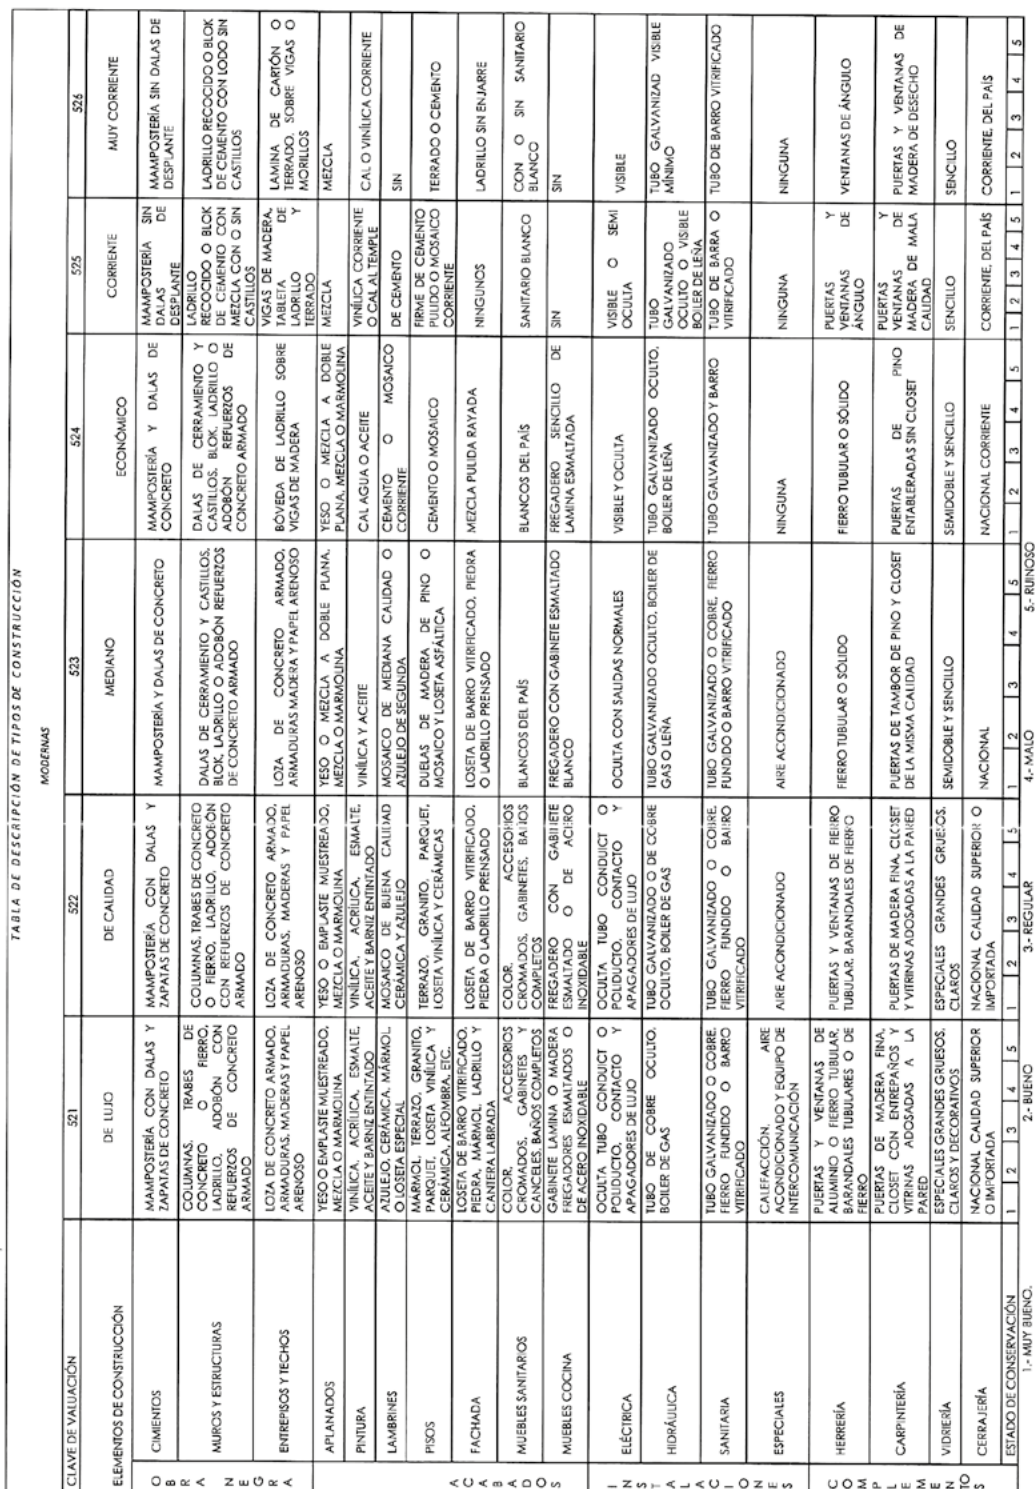 TABLA DE DESCRIPCIÓN DE TIPOS DE CONSTRUCCIÓN
MODERNAS
CLAVE DE VALUACIÓN
521
522
523
524
525
526
ELEMENTOS DE CONSTRUCCIÓN
DE LUJO
DE CALIDAD
MEDIANO
ECONÓMICO
CORRIENTE
MUY CORRIENTE
OBRA NEGRA
CIMIENTOS
MAMPOSTERÍA CON DALAS Y
ZAPATAS DE CONCRETO
MAMPOSTERÍA CON DALAS Y
ZAPATAS DE CONCRETO
MAMPOSTERÍA Y DALAS DE CONCRETO
MAMPOSTERÍA Y DALAS DE
CONCRETO
MAMPOSTERÍA SIN
DALAS DE
DESPLANTE
MAMPOSTERÍA SIN DALAS DE
DESPLANTE
MUROS Y ESTRUCTURAS
COLUMNAS, TRABES DE
CONCRETO O FIERRO,
LADRILLO, ADOBÓN CON
REFUERZOS DE CONCRETO
ARMADO
COLUMNAS, TRABES DE CONCRETO
O FIERRO, LADRILLO, ADOBÓN
CON REFUERZOS DE CONCRETO
ARMADO
DALAS DE CERRAMIENTO Y CASTILLOS,
BLOK, LADRILLO O ADOBÓN REFUERZOS
DE CONCRETO ARMADO
DALAS DE CERRAMIENTO Y
CASTILLOS, BLOK, LADRILLO O
ADOBÓN REFUERZOS DE
CONCRETO ARMADO
LADRILLO
RECOCIDO O BLOK
DE CEMENTO CON
MEZCLA CON O SIN
CASTILLOS
LADRILLO RECOCIDO O BLOK
DE CEMENTO CON LODO SIN
CASTILLOS
ENTREPISOS Y TECHOS
LOZA DE CONCRETO ARMADO,
ARMADURAS, MADERAS Y PAPEL
ARENOSO
LOZA DE CONCRETO ARMADO,
ARMADURAS, MADERAS Y PAPEL
ARENOSO
LOZA DE CONCRETO ARMADO,
ARMADURAS MADERA Y PAPEL ARENOSO
BÓVEDA DE LADRILLO SOBRE
VIGAS DE MADERA
VIGAS DE MADERA,
TABLETA DE
LADRILLO Y
TERRADO
LAMINA DE CARTÓN O
TERRADO, SOBRE VIGAS O
MORILLOS
ACABADOS
APLANADOS
YESO O EMPLASTE MUESTREADO,
MEZCLA O MARMOLINA
YESO O EMPLASTE MUESTREADO,
MEZCLA O MARMOLINA
YESO O MEZCLA A DOBLE PLANA,
MEZCLA O MARMOLINA
YESO O MEZCLA A DOBLE
PLANA, MEZCLA O MARMOLINA
MEZCLA
MEZCLA
PINTURA
VINÍLICA, ACRÍLICA, ESMALTE,
ACEITE Y BARNIZ ENTINTADO
VINÍLICA, ACRÍLICA, ESMALTE,
ACEITE Y BARNIZ ENTINTADO
VINÍLICA Y ACEITE
CAL AGUA O ACEITE
VINÍLICA CORRIENTE
O CAL AL TEMPLE
CAL O VINÍLICA CORRIENTE
LAMBRINES
AZULEJO, CERÁMICA, MÁRMOL
O LOSETA ESPECIAL
MOSAICO DE BUENA CALIDAD
CERÁMICA Y AZULEJO
MOSAICO DE MEDIANA CALIDAD O
AZULEJO DE SEGUNDA
CEMENTO O MOSAICO
CORRIENTE
DE CEMENTO
SIN
PISOS
MÁRMOL, TERRAZO, GRANITO,
PARQUET, LOSETA VINÍLICA Y
CERÁMICA, ALFOMBRA, ETC.
TERRAZO, GRANITO, PARQUET,
LOSETA VINÍLICA Y CERÁMICAS
DUELAS DE MADERA DE PINO O
MOSAICO Y LOSETA ASFÁLTICA
CEMENTO O MOSAICO
FIRME DE CEMENTO
PULIDO O MOSAICO
CORRIENTE
TERRADO O CEMENTO
FACHADA
LOSETA DE BARRO VITRIFICADO,
PIEDRA, MÁRMOL, LADRILLO Y
CANTERA LABRADA
LOSETA DE BARRO VITRIFICADO,
PIEDRA O LADRILLO PRENSADO
LOSETA DE BARRO VITRIFICADO, PIEDRA
O LADRILLO PRENSADO
MEZCLA PULIDA RAYADA
NINGUNOS
LADRILLO SIN ENJARRE
MUEBLES SANITARIOS
COLOR, ACCESORIOS
CROMADOS, GABINETES Y
CANCELES, BAÑOS COMPLETOS
COLOR, ACCESORIOS
CROMADOS, GABINETES, BAÑOS
COMPLETOS
BLANCOS DEL PAÍS
BLANCOS DEL PAÍS
SANITARIO BLANCO
CON O SIN SANITARIO
BLANCO
MUEBLES COCINA
GABINETE LAMINA O MADERA
FREGADORES ESMALTADOS O
DE ACERO INOXIDABLE
FREGADERO CON GABINETE
ESMALTADO O DE ACERO
INOXIDABLE
FREGADERO CON GABINETE ESMALTADO
BLANCO
FREGADERO SENCILLO DE
LAMINA ESMALTADA
SIN
SIN
INSTALACIONES
ELÉCTRICA
OCULTA TUBO CONDUCT O
POLIDUCTO, CONTACTO Y
APAGADORES DE LUJO
OCULTA TUBO CONDUCT O
POLIDUCTO, CONTACTO Y
APAGADORES DE LUJO
OCULTA CON SALIDAS NORMALES
VISIBLE Y OCULTA
VISIBLE O SEMI
OCULTA
VISIBLE
HIDRÁULICA
TUBO DE COBRE OCULTO,
BOILER DE GAS
TUBO GALVANIZADO O DE COBRE
OCULTO, BOILER DE GAS
TUBO GALVANIZADO OCULTO, BOILER DE
GAS O LEÑA
TUBO GALVANIZADO OCULTO,
BOILER DE LEÑA
TUBO
GALVANIZADO
OCULTO O VISIBLE
BOILER DE LEÑA
TUBO GALVANIZAD VISIBLE
MÍNIMO
SANITARIA
TUBO GALVANIZADO O COBRE,
FIERRO FUNDIDO O BARRO
VITRIFICADO
TUBO GALVANIZADO O COBRE,
FIERRO FUNDIDO O BARRO
VITRIFICADO
TUBO GALVANIZADO O COBRE, FIERRO
FUNDIDO O BARRO VITRIFICADO
TUBO GALVANIZADO Y BARRO
TUBO DE BARRA O
VITRIFICADO
TUBO DE BARRO VITRIFICADO
ESPECIALES
CALEFACCIÓN, AIRE
ACONDICIONADO Y EQUIPO DE
INTERCOMUNICACIÓN
AIRE ACONDICIONADO
AIRE ACONDICIONADO
NINGUNA
NINGUNA
NINGUNA
COMPLEMENTOS
HERRERÍA
PUERTAS Y VENTANAS DE
ALUMINIO O FIERRO TUBULAR,
BARANDALES TUBULARES O DE
FIERRO
PUERTAS Y VENTANAS DE FIERRO
TUBULAR, BARANDALES DE FIERRO
FIERRO TUBULAR O SÓLIDO
FIERRO TUBULAR O SÓLIDO
PUERTAS Y
VENTANAS DE
ÁNGULO
VENTANAS DE ÁNGULO
CARPINTERÍA
PUERTAS DE MADERA FINA,
CLOSET CON ENTREPAÑOS Y
VITRINAS ADOSADAS A LA
PARED
PUERTAS DE MADERA FINA, CLOSET
Y VITRINAS ADOSADAS A LA PARED
PUERTAS DE TAMBOR DE PINO Y CLOSET
DE LA MISMA CALIDAD
PUERTAS DE PINO
ENTABLERADAS SIN CLOSET
PUERTAS Y
VENTANAS DE
MADERA DE MALA
CALIDAD
PUERTAS Y VENTANAS DE
MADERA DE DESECHO
VIDRIERÍA
ESPECIALES GRANDES GRUESOS,
CLAROS Y DECORATIVOS
ESPECIALES GRANDES GRUESOS,
CLAROS
SEMIDOBLE Y SENCILLO
SEMIDOBLE Y SENCILLO
SENCILLO
SENCILLO
CERRAJERÍA
NACIONAL CALIDAD SUPERIOR
O IMPORTADA
NACIONAL CALIDAD SUPERIOR O
IMPORTADA
NACIONAL
NACIONAL CORRIENTE
CORRIENTE, DEL PAÍS
CORRIENTE, DEL PAÍS
ESTADO DE CONSERVACIÓN
1 2 3 4 5
1 2 3 4 5
1 2 3 4 5
1 2 3 4 5
1 2 3 4 5
1 2 3 4 5
1.- MUY BUENO.
2.- BUENO
3.- REGULAR
4.- MALO
5.- RUINOSO